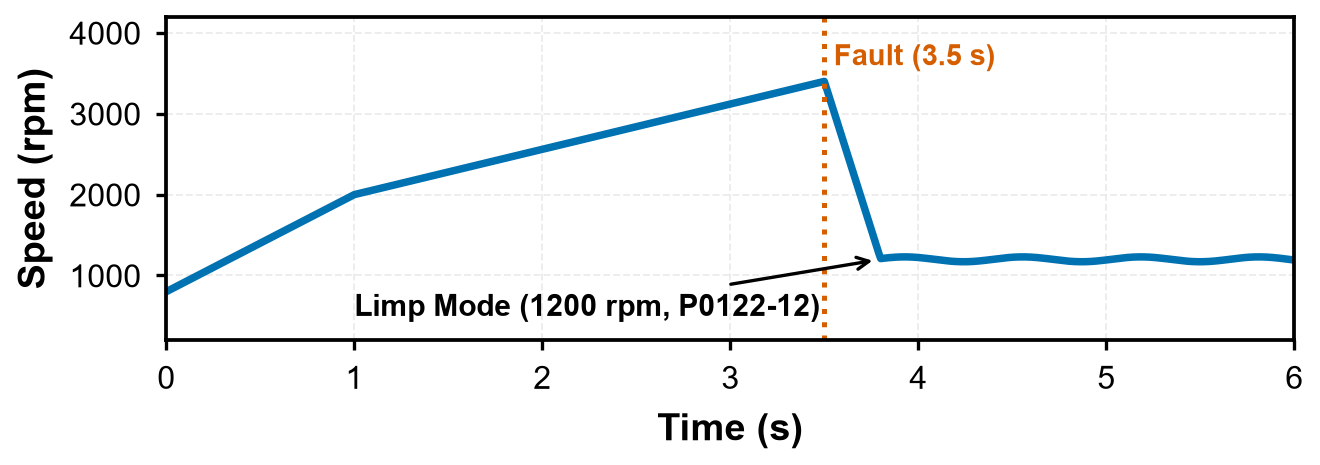 4000
3000
2000
1000
Speed (rpm)
Fault (3.5 s)
Limp Mode (1200 rpm, P0122-12)
0 1 2 3 4 5 6
Time (s)